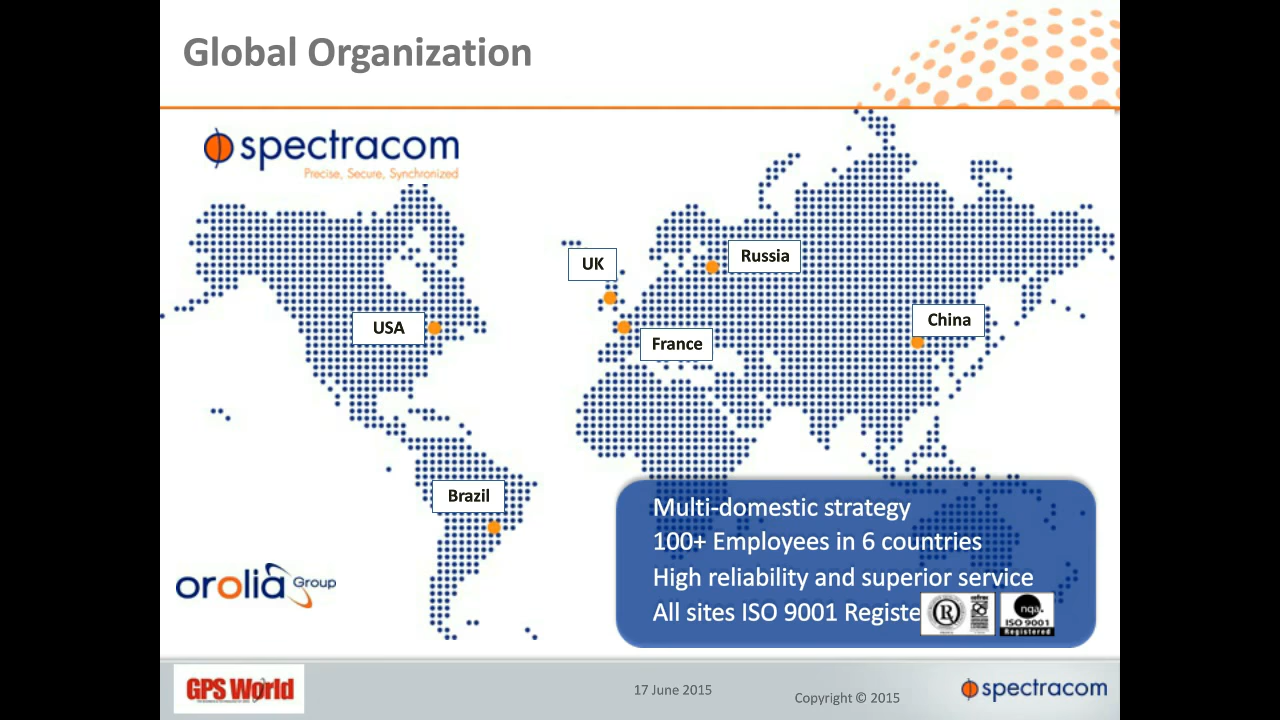 Global Organization
spectracom
Precise, Secure, Synchronized
UK
Russia
USA
China
France
Brazil
Multi-domestic strategy
100+ Employees in 6 countries
High reliability and superior service
All sites ISO 9001 Registe
R
nqa
ISO 9001
Registered
orolia Group
GPS World
17 June 2015
Copyright © 2015
spectracom